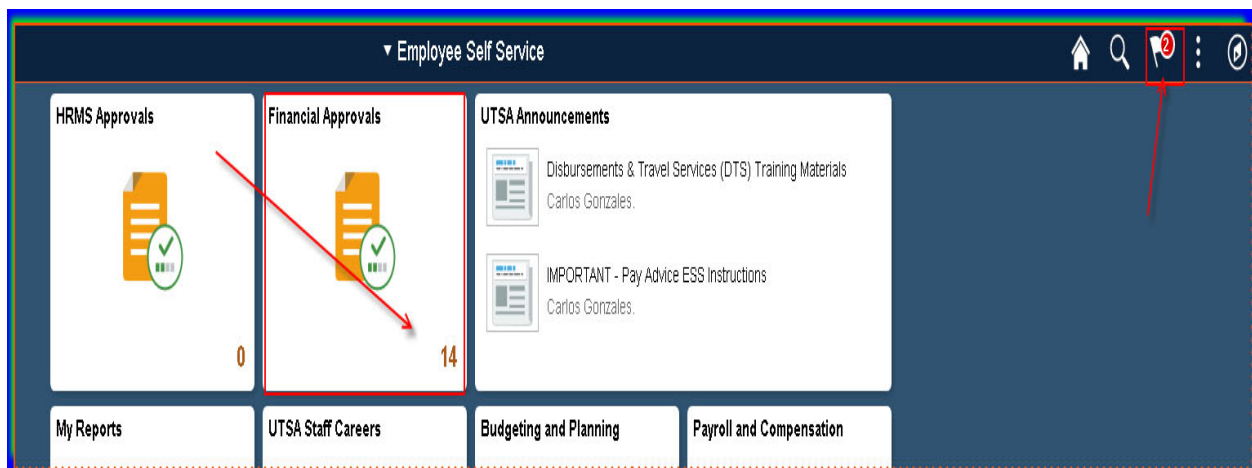 ▾ Employee Self Service
2
HRMS Approvals
0
Financial Approvals
14
UTSA Announcements
Disbursements & Travel Services (DTS) Training Materials
Carlos Gonzales.
IMPORTANT - Pay Advice ESS Instructions
Carlos Gonzales.
My Reports
UTSA Staff Careers
Budgeting and Planning
Payroll and Compensation